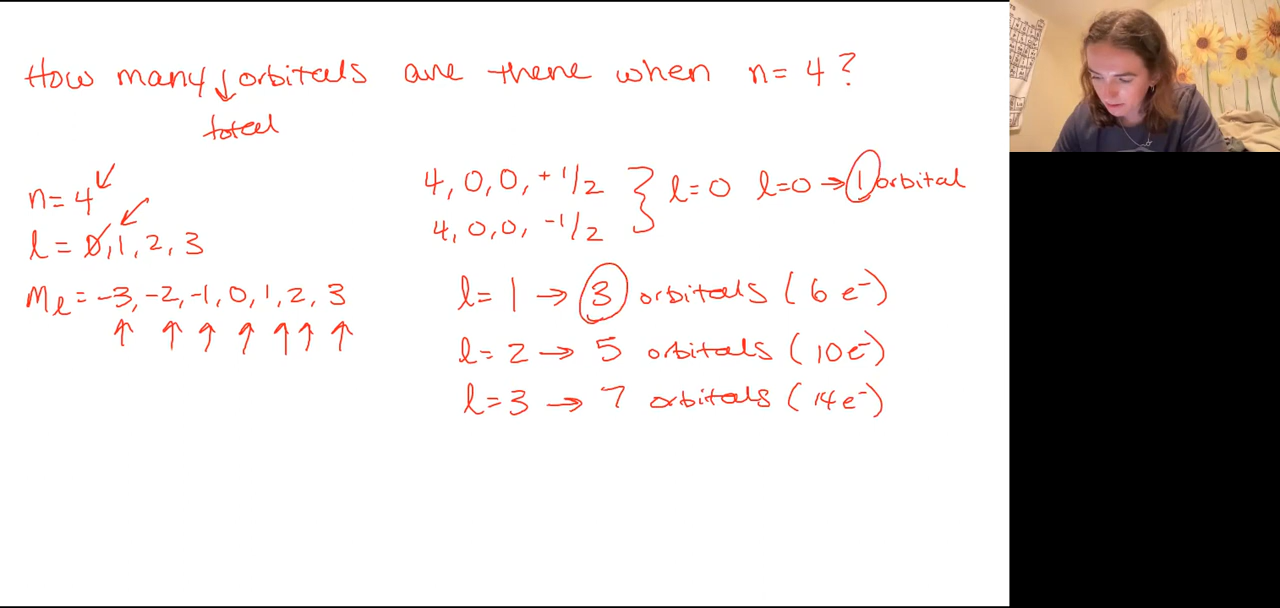 How many ↓ orbitals are there when n = 4?
total
n = 4
l = 0, 1, 2, 3
Ml = -3, -2, -1, 0, 1, 2, 3
4, 0, 0, +1/2 } l = 0 l = 0 → 1 orbital
4, 0, 0, -1/2
l = 1 → 3 orbitals (6 e⁻)
l = 2 → 5 orbitals (10 e⁻)
l = 3 → 7 orbitals (14 e⁻)